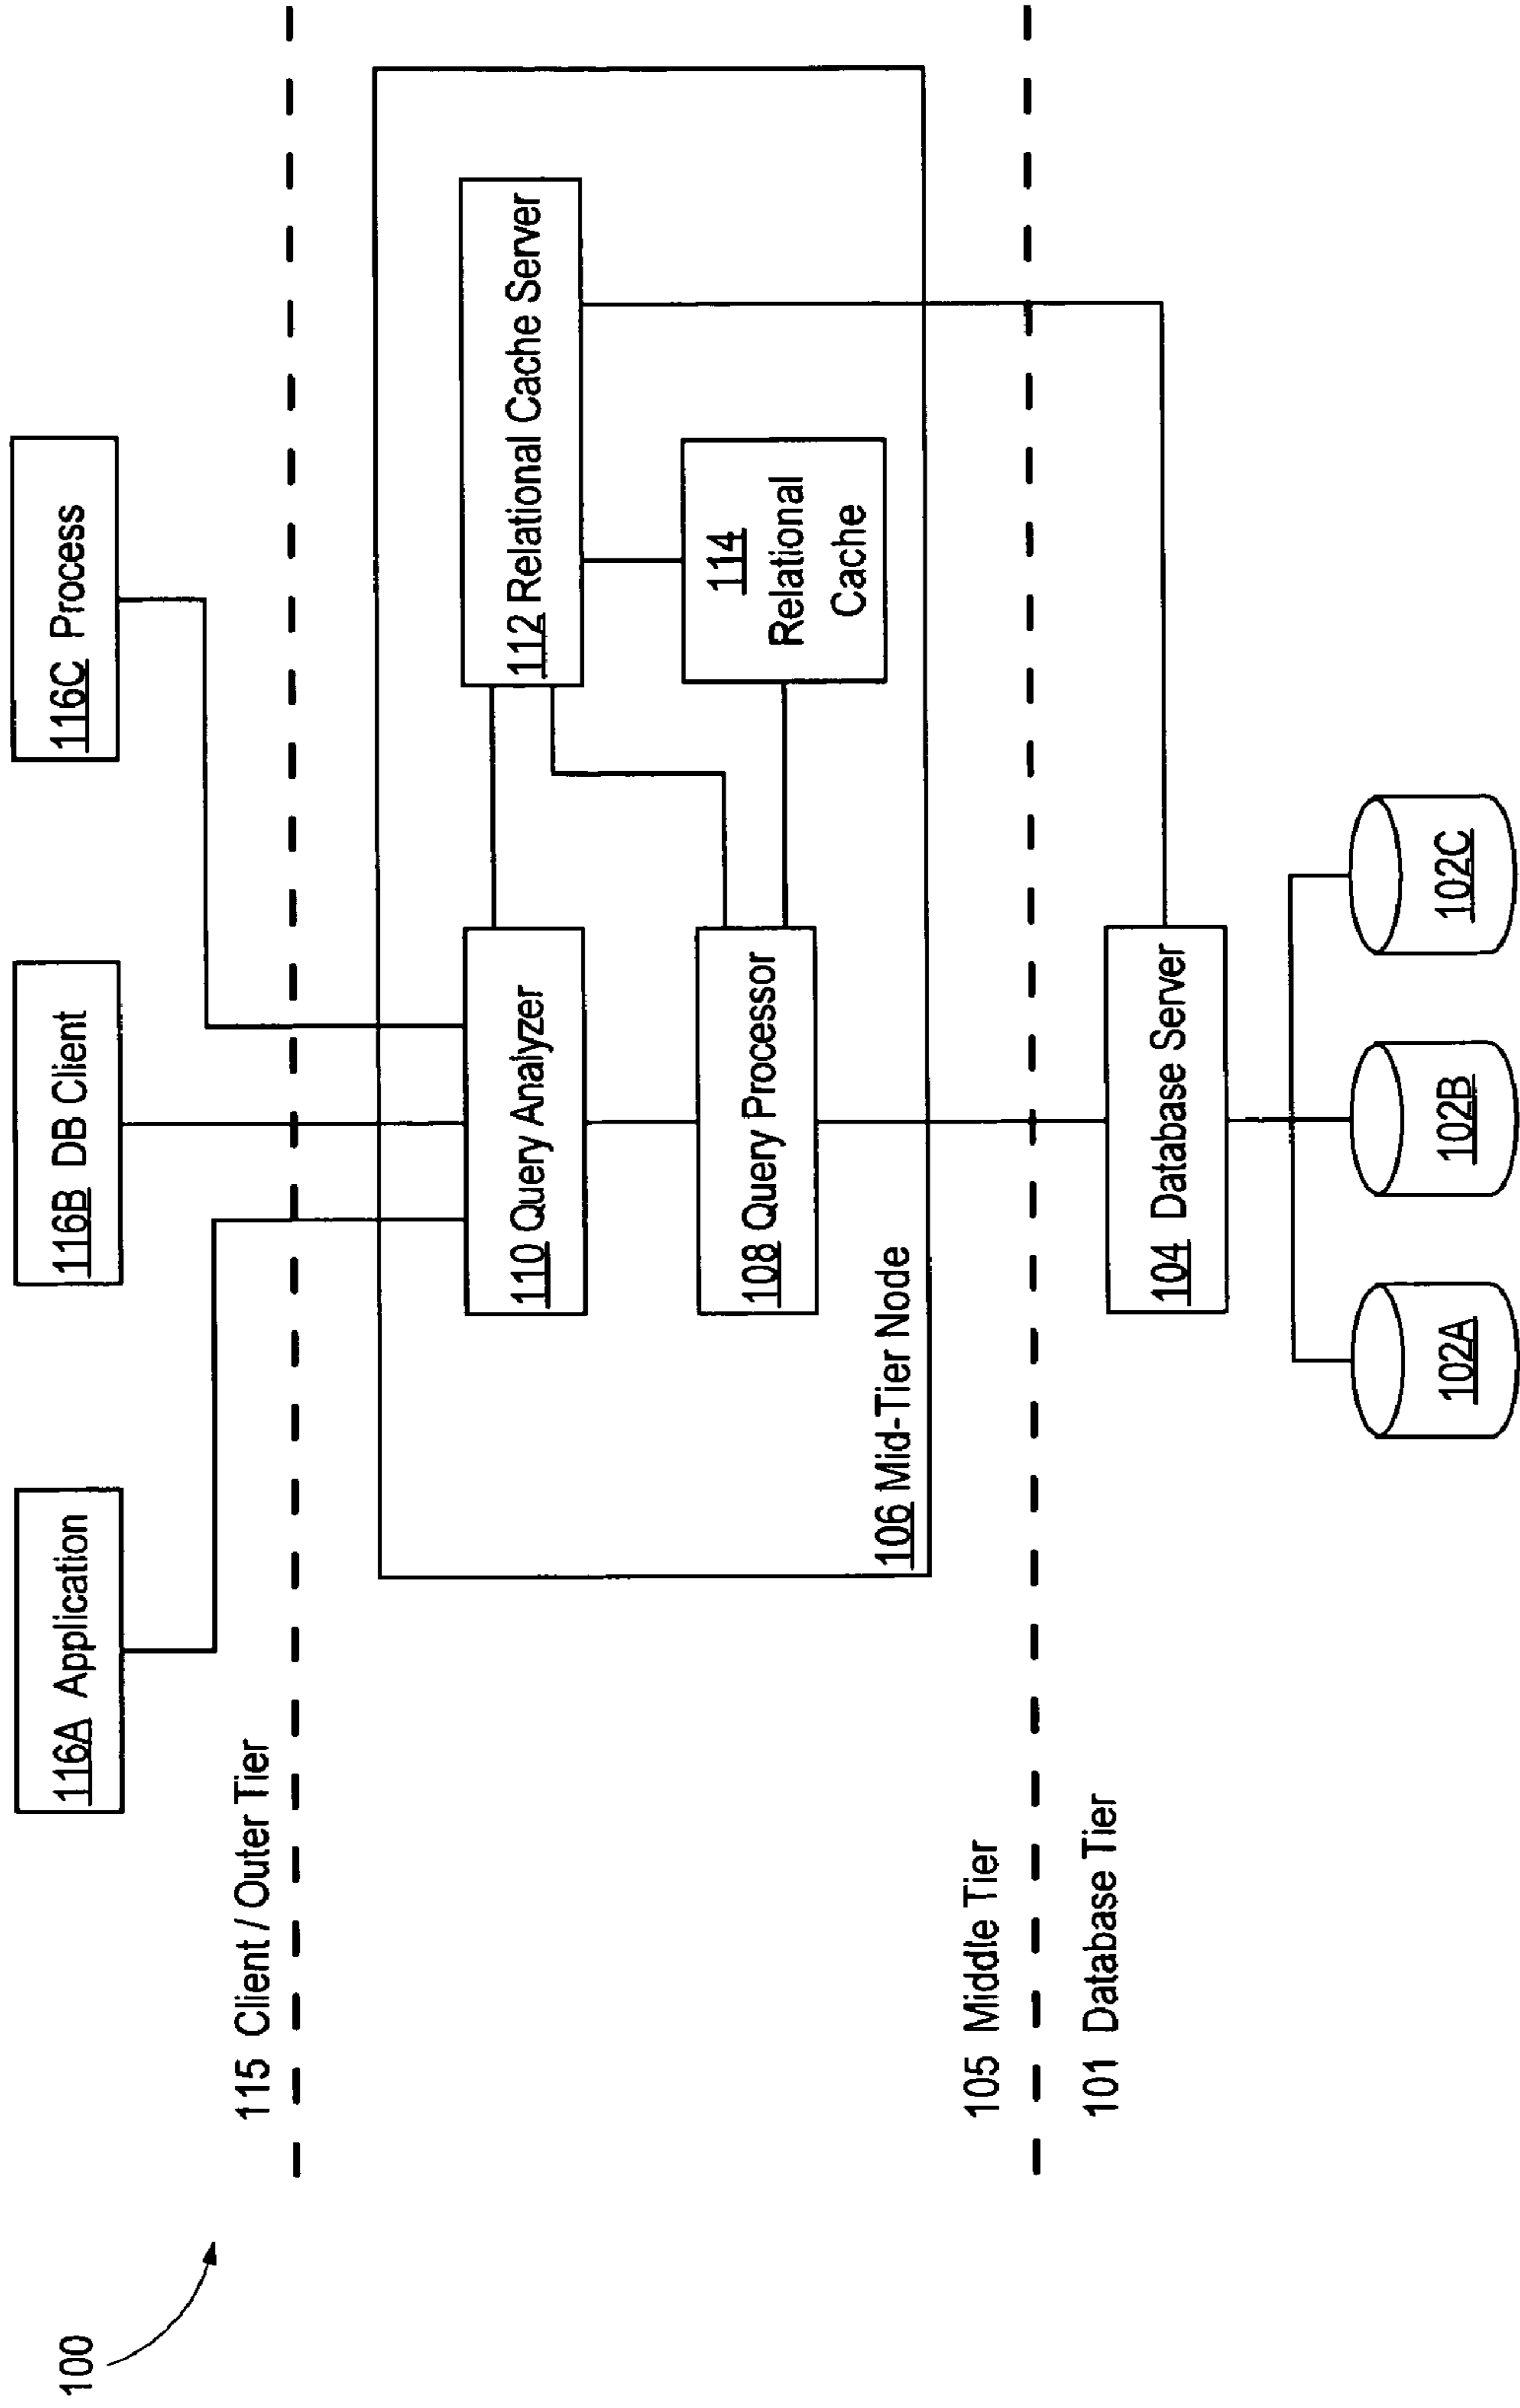 100
116A Application
116B DB Client
116C Process
115 Client / Outer Tier
110 Query Analyzer
112 Relational Cache Server
108 Query Processor
114
Relational
Cache
106 Mid-Tier Node
105 Middle Tier
101 Database Tier
104 Database Server
102A
102B
102C